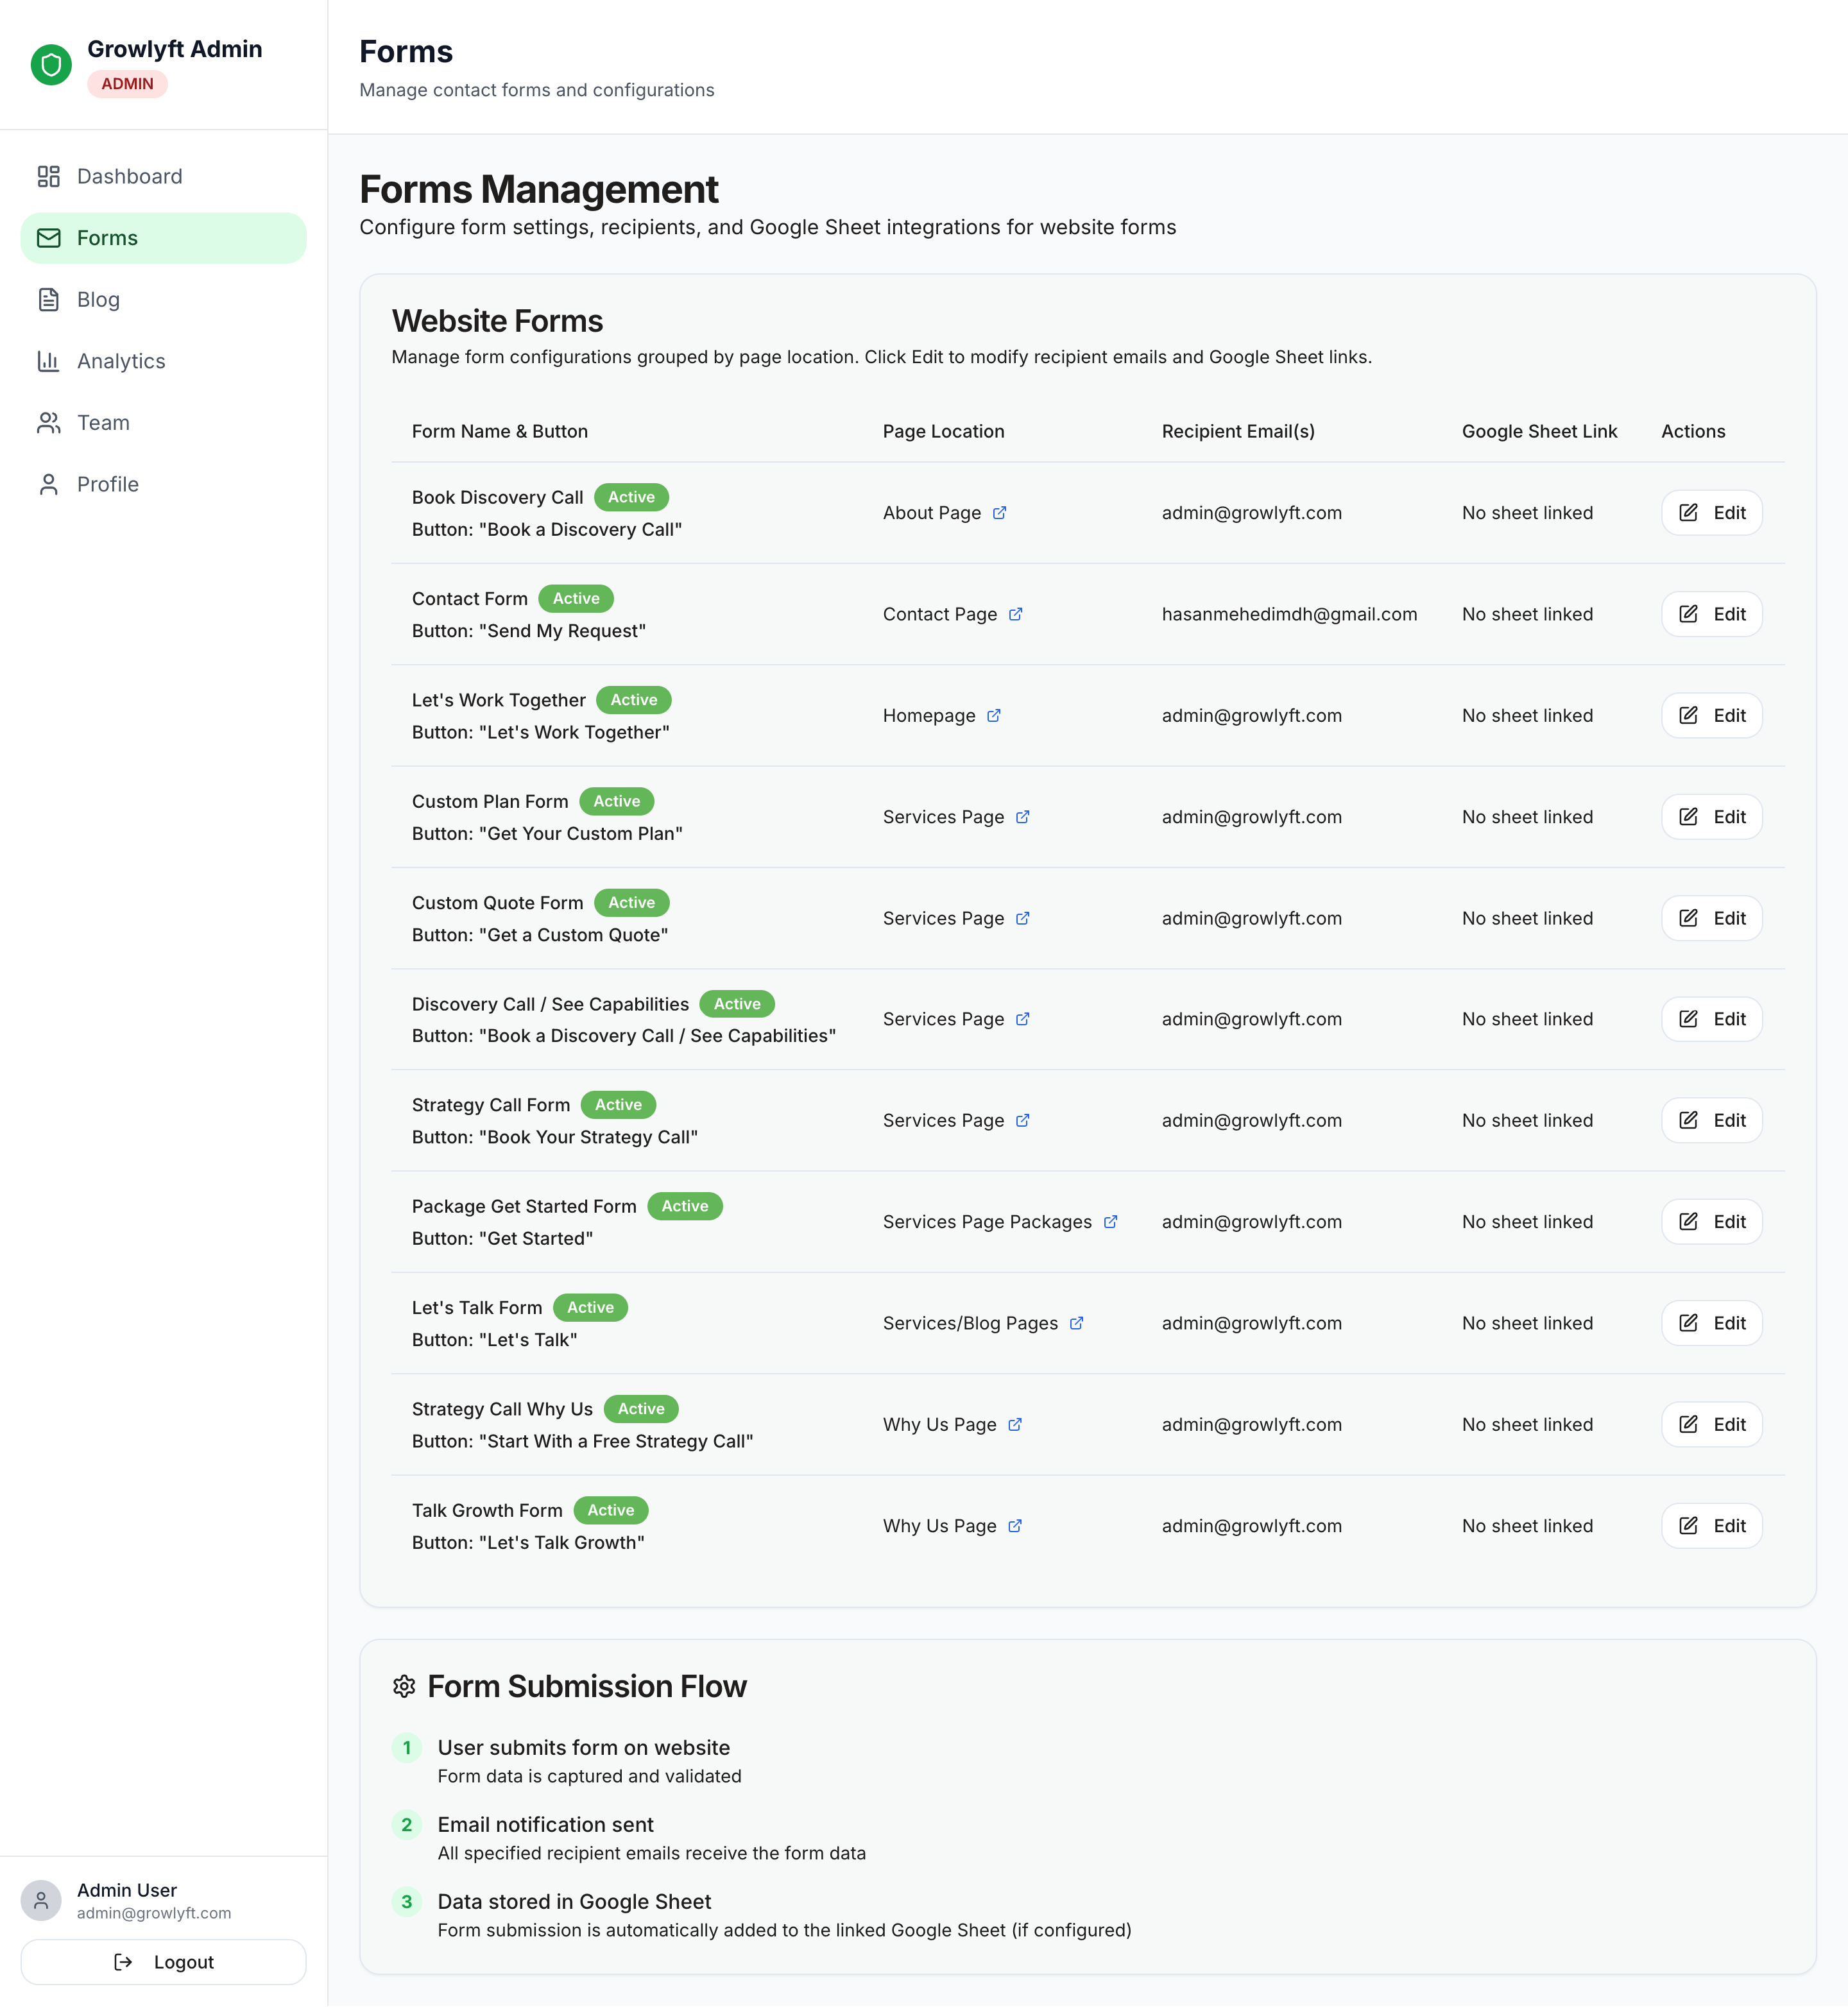 Growlyft Admin
ADMIN
Dashboard
Forms
Blog
Analytics
Team
Profile
Admin User
admin@growlyft.com
Logout
Forms
Manage contact forms and configurations
Forms Management
Configure form settings, recipients, and Google Sheet integrations for website forms
Website Forms
Manage form configurations grouped by page location. Click Edit to modify recipient emails and Google Sheet links.
Form Name & Button Page Location Recipient Email(s) Google Sheet Link Actions
Book Discovery Call Active
Button: "Book a Discovery Call"
About Page admin@growlyft.com No sheet linked Edit
Contact Form Active
Button: "Send My Request"
Contact Page hasanmehedimdh@gmail.com No sheet linked Edit
Let's Work Together Active
Button: "Let's Work Together"
Homepage admin@growlyft.com No sheet linked Edit
Custom Plan Form Active
Button: "Get Your Custom Plan"
Services Page admin@growlyft.com No sheet linked Edit
Custom Quote Form Active
Button: "Get a Custom Quote"
Services Page admin@growlyft.com No sheet linked Edit
Discovery Call / See Capabilities Active
Button: "Book a Discovery Call / See Capabilities"
Services Page admin@growlyft.com No sheet linked Edit
Strategy Call Form Active
Button: "Book Your Strategy Call"
Services Page admin@growlyft.com No sheet linked Edit
Package Get Started Form Active
Button: "Get Started"
Services Page Packages admin@growlyft.com No sheet linked Edit
Let's Talk Form Active
Button: "Let's Talk"
Services/Blog Pages admin@growlyft.com No sheet linked Edit
Strategy Call Why Us Active
Button: "Start With a Free Strategy Call"
Why Us Page admin@growlyft.com No sheet linked Edit
Talk Growth Form Active
Button: "Let's Talk Growth"
Why Us Page admin@growlyft.com No sheet linked Edit
Form Submission Flow
1 User submits form on website
Form data is captured and validated
2 Email notification sent
All specified recipient emails receive the form data
3 Data stored in Google Sheet
Form submission is automatically added to the linked Google Sheet (if configured)